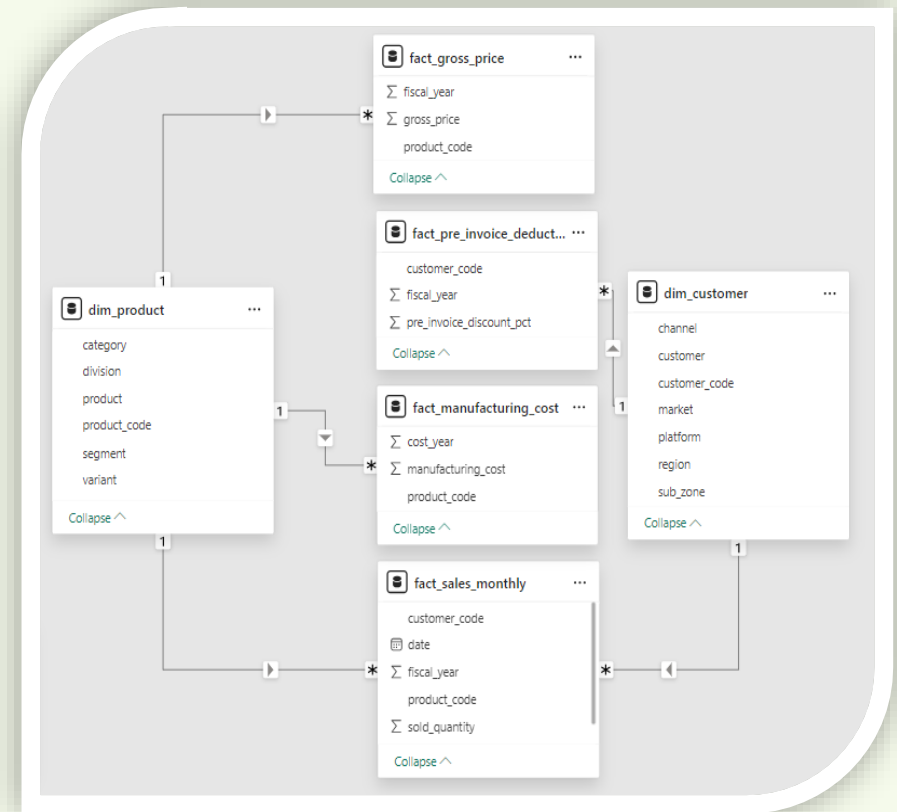 fact_gross_price
...
fiscal_year
gross_price
product_code
Collapse
*
1
fact_pre_invoice_deduct...
...
customer_code
fiscal_year
pre_invoice_discount_pct
Collapse
*
1
dim_product
...
category
division
product
product_code
segment
variant
Collapse
1
1
dim_customer
...
channel
customer
customer_code
market
platform
region
sub_zone
Collapse
1
fact_manufacturing_cost
...
cost_year
manufacturing_cost
product_code
Collapse
*
fact_sales_monthly
...
customer_code
date
fiscal_year
product_code
sold_quantity
Collapse
*
*